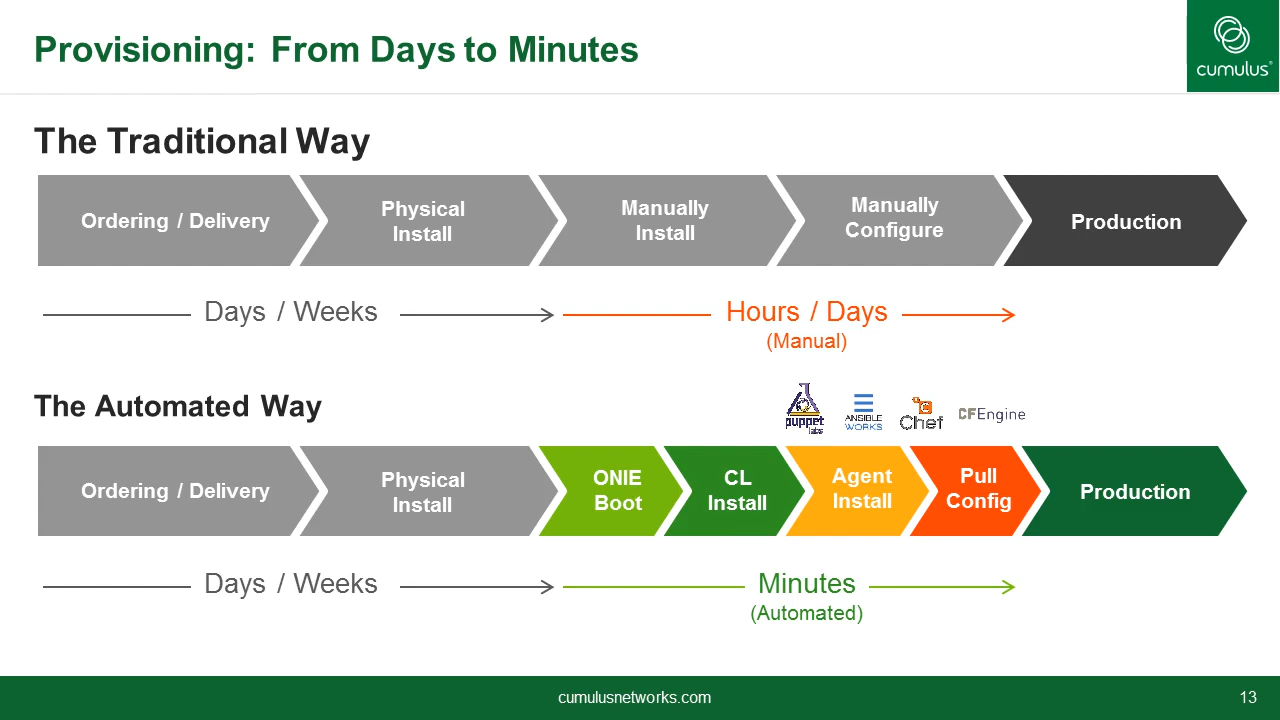 Provisioning: From Days to Minutes
cumulus®
The Traditional Way
Ordering / Delivery
Physical
Install
Manually
Install
Manually
Configure
Production
Days / Weeks
Hours / Days
(Manual)
The Automated Way
puppet
labs
ANSIBLE
WORKS
Chef
CFEngine
Ordering / Delivery
Physical
Install
ONIE
Boot
CL
Install
Agent
Install
Pull
Config
Production
Days / Weeks
Minutes
(Automated)
cumulusnetworks.com
13